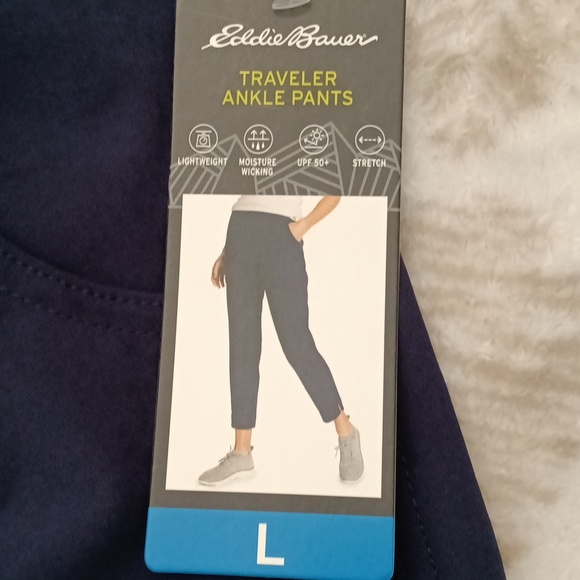 Eddie Bauer
TRAVELER
ANKLE PANTS
LIGHTWEIGHT MOISTURE WICKING UPF 50+ STRETCH
L